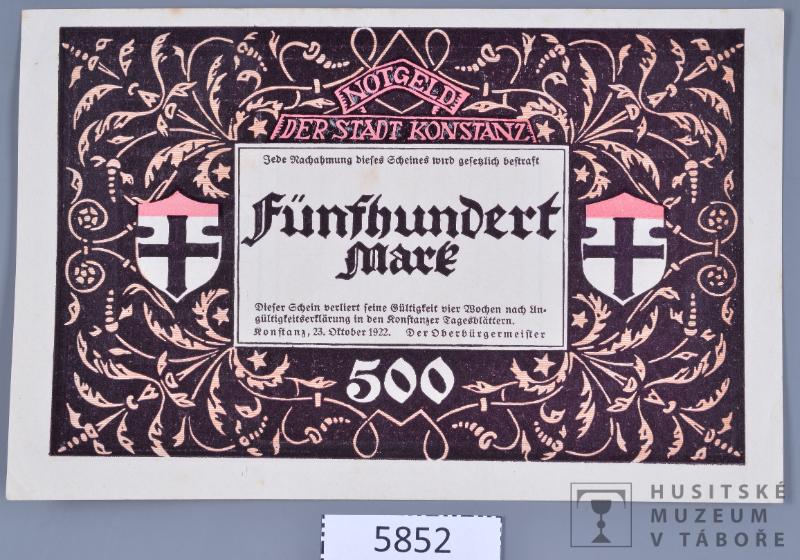 NOTGELD
DER STADT KONSTANZ
Jede Nachahmung dieses Scheines wird gesetzlich bestraft
Fünfhundert
Mark
Dieser Schein verliert seine Gültigkeit vier Wochen nach Un-
gültigkeitserklärung in den Konstanzer Tagesblättern.
Konstanz, 23. Oktober 1922. Der Oberbürgermeister
500
5852
HUSITSKÉ
MUZEUM
V TÁBOŘE